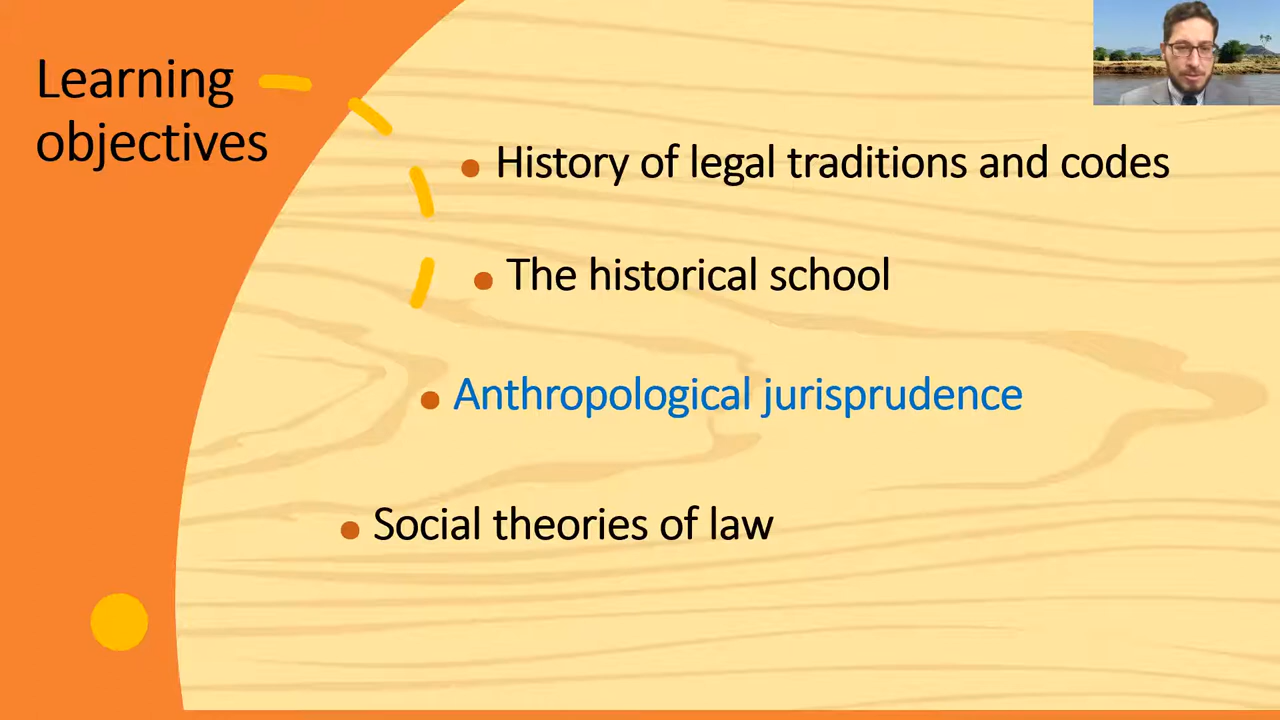 Learning
objectives
History of legal traditions and codes
The historical school
Anthropological jurisprudence
Social theories of law